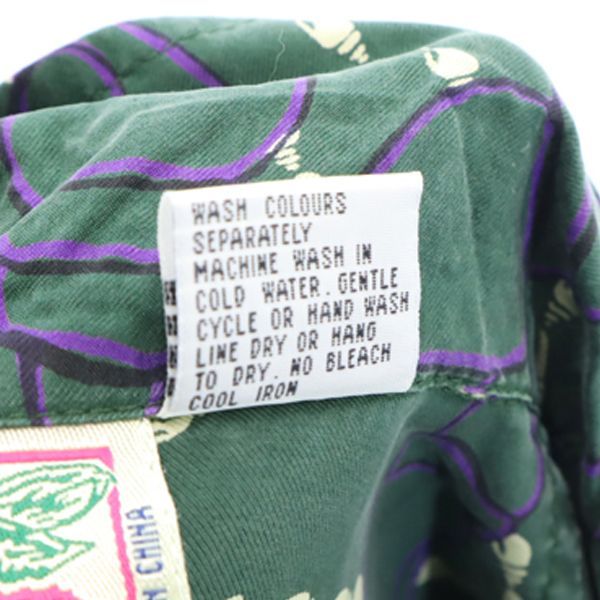 WASH COLOURS
SEPARATELY
MACHINE WASH IN
COLD WATER. GENTLE
CYCLE OR HAND WASH
LINE DRY OR HANG
TO DRY. NO BLEACH
COOL IRON
CHINA